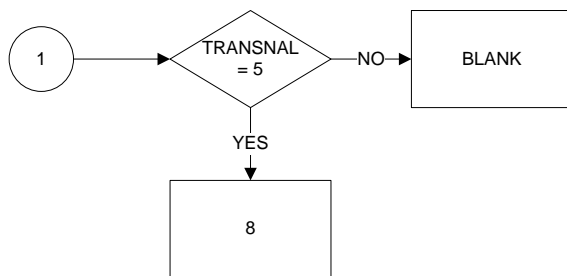 1
TRANSNAL
= 5
NO
BLANK
YES
8